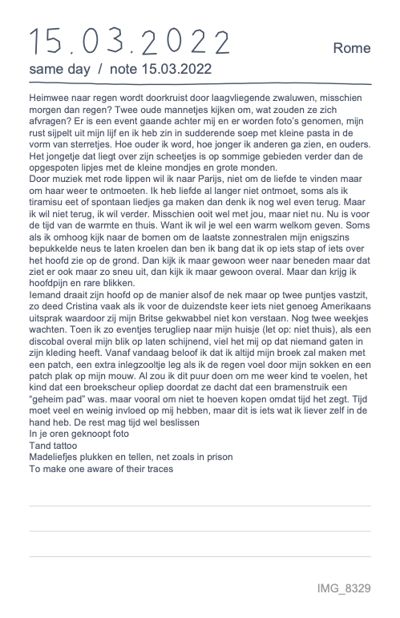 15.03.2022
Rome
same day / note 15.03.2022
Heimwee naar regen wordt doorkruist door laagvliegende zwaluwen, misschien
morgen dan regen? Twee oude mannetjes kijken om, wat zouden ze zich
afvragen? Er is een event gaande achter mij en er worden foto's genomen, mijn
rust sijpelt uit mijn lijf en ik heb zin in sudderende soep met kleine pasta in de
vorm van sterretjes. Hoe ouder ik word, hoe jonger ik anderen ga zien, en ouders.
Het jongetje dat liegt over zijn scheetjes is op sommige gebieden verder dan de
opgespoten lipjes met de kleine mondjes en grote monden.
Door muziek met rode lippen wil ik naar Parijs, niet om de liefde te vinden maar
om haar weer te ontmoeten. Ik heb liefde al langer niet ontmoet, soms als ik
tiramisu eet of spontaan liedjes ga maken dan denk ik nog wel even terug. Maar
ik wil niet terug, ik wil verder. Misschien ooit wel met jou, maar niet nu. Nu is voor
de tijd van de warmte en thuis. Want ik wil je wel een warm welkom geven. Soms
als ik omhoog kijk naar de bomen om de laatste zonnestralen mijn enigszins
bepukkelde neus te laten kroelen dan ben ik bang dat ik op iets stap of iets over
het hoofd zie op de grond. Dan kijk ik maar gewoon weer naar beneden maar dat
ziet er ook maar zo sneu uit, dan kijk ik maar gewoon overal. Maar dan krijg ik
hoofdpijn en rare blikken.
Iemand draait zijn hoofd op de manier alsof de nek maar op twee puntjes vastzit,
zo deed Cristina vaak als ik voor de duizendste keer iets niet genoeg Amerikaans
uitsprak waardoor zij mijn Britse gekwabbel niet kon verstaan. Nog twee weekjes
wachten. Toen ik zo eventjes terugliep naar mijn huisje (let op: niet thuis), als een
discobal overal mijn blik op laten schijnend, viel het mij op dat niemand gaten in
zijn kleding heeft. Vanaf vandaag beloof ik dat ik altijd mijn broek zal maken met
een patch, een extra inlegzooltje leg als ik de regen voel door mijn sokken en een
patch plak op mijn mouw. Al zou ik dit puur doen om me weer kind te voelen, het
kind dat een broekscheur opliep doordat ze dacht dat een bramenstruik een
“geheim pad” was. maar vooral om niet te hoeven kopen omdat tijd het zegt. Tijd
moet veel en weinig invloed op mij hebben, maar dit is iets wat ik liever zelf in de
hand heb. De rest mag tijd wel beslissen
In je oren geknoopt foto
Tand tattoo
Madeliefjes plukken en tellen, net zoals in prison
To make one aware of their traces
IMG_8329